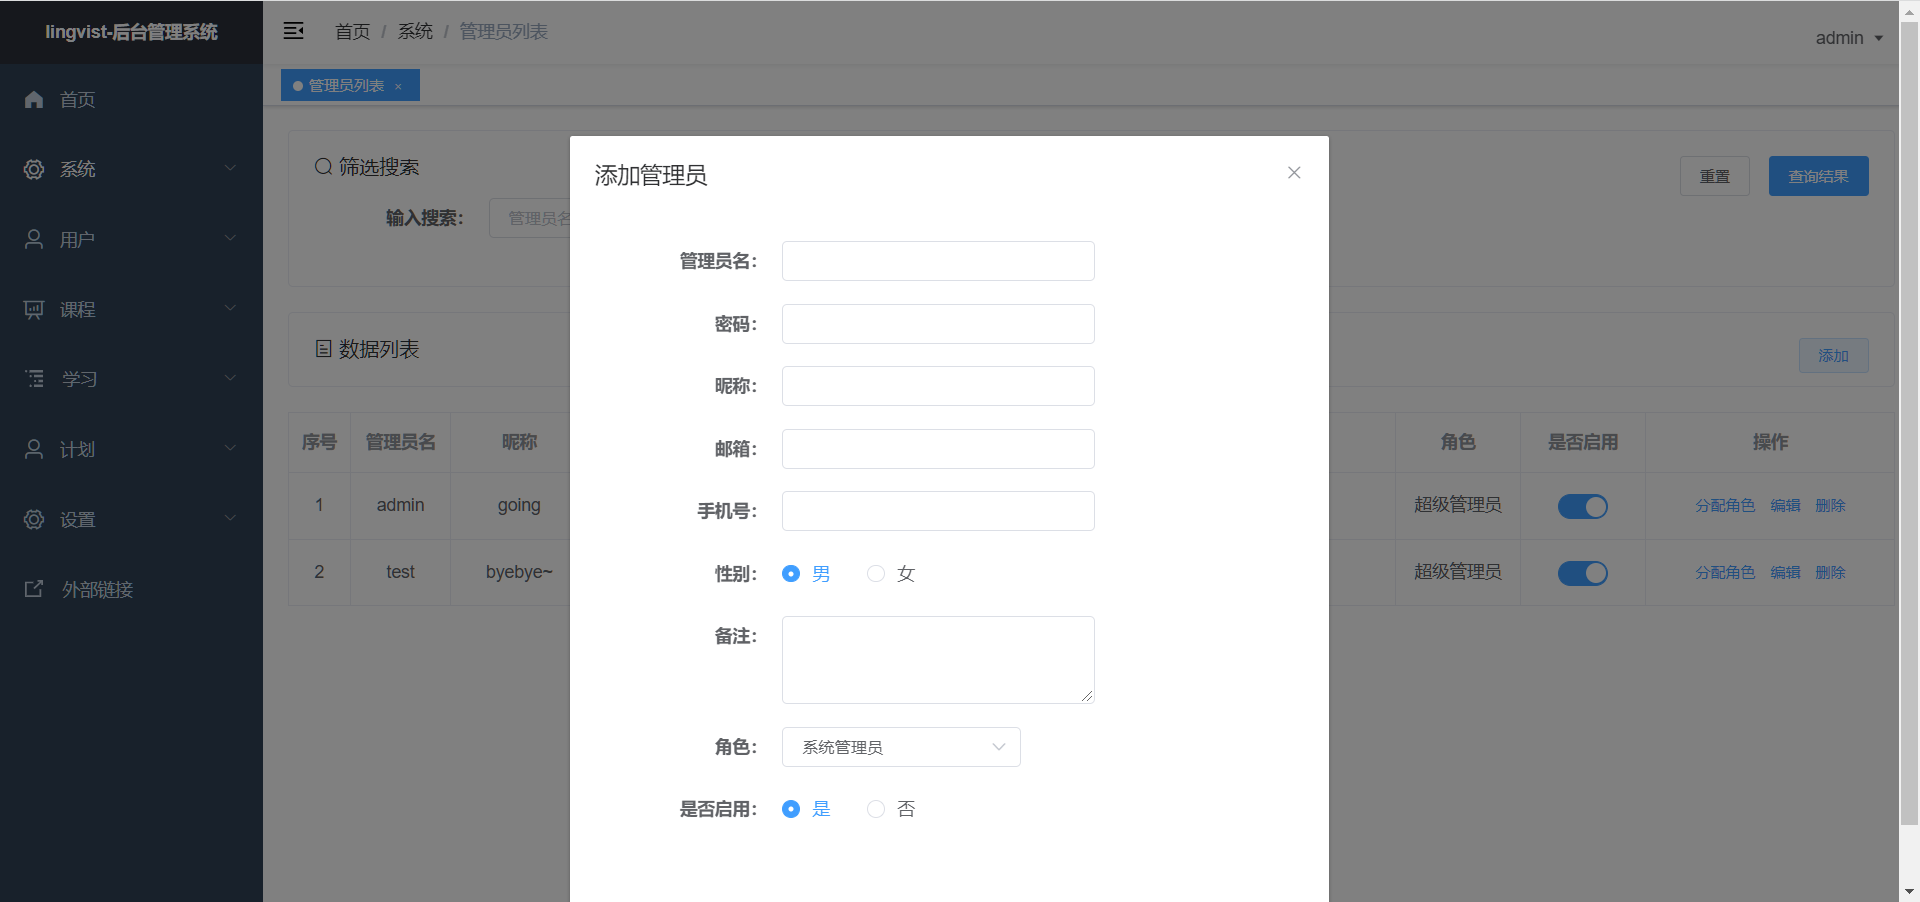 lingvist-后台管理系统
首页
系统
用户
课程
学习
计划
设置
外部链接
首页 / 系统 / 管理员列表
admin
管理员列表 ×
筛选搜索
重置
查询结果
输入搜索：
管理员名
数据列表
添加
序号 管理员名 昵称 角色 是否启用 操作
1 admin going 超级管理员 分配角色 编辑 删除
2 test byebye~ 超级管理员 分配角色 编辑 删除
添加管理员
管理员名：
密码：
昵称：
邮箱：
手机号：
性别： 男 女
备注：
角色： 系统管理员
是否启用： 是 否